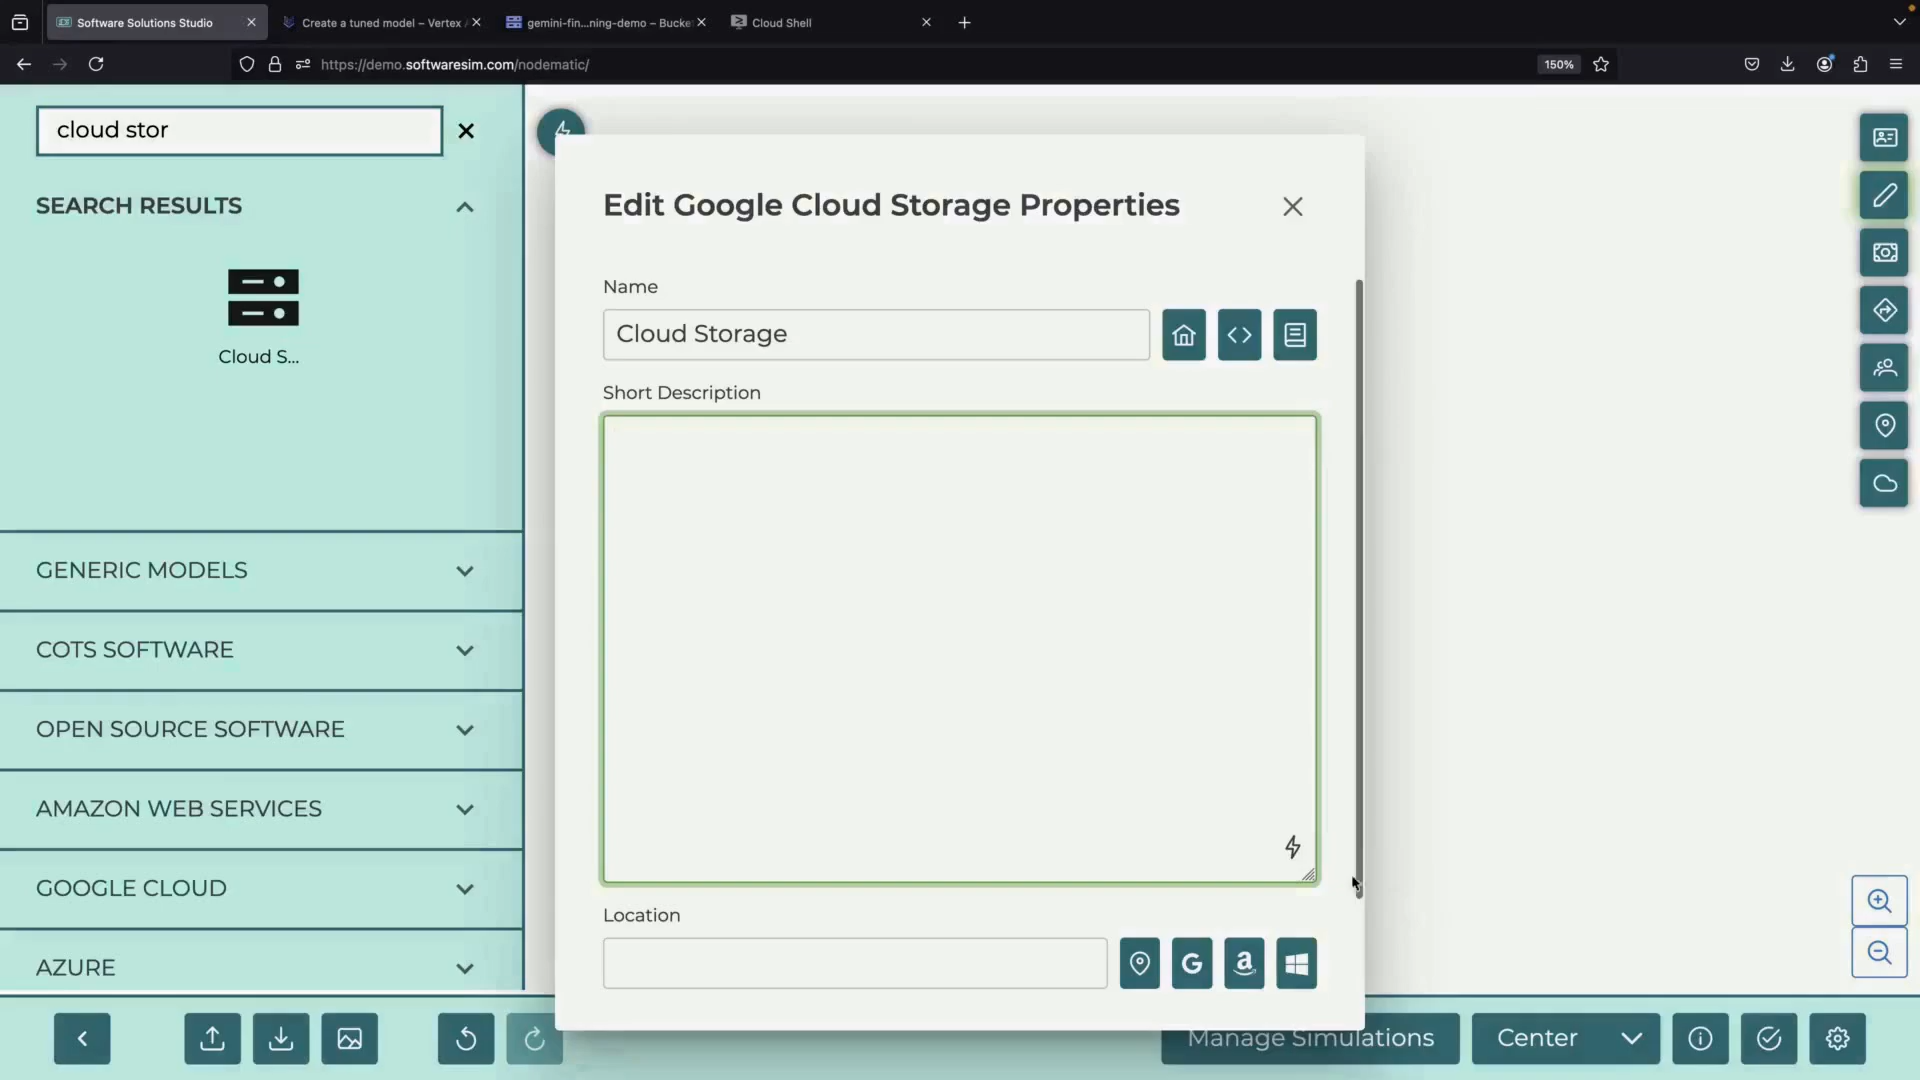 Software Solutions Studio
Create a tuned model – Vertex
gemini-fin…ning-demo – Bucke
Cloud Shell
https://demo.softwaresim.com/nodematic/
150%
cloud stor
SEARCH RESULTS
Cloud S...
GENERIC MODELS
COTS SOFTWARE
OPEN SOURCE SOFTWARE
AMAZON WEB SERVICES
GOOGLE CLOUD
AZURE
Edit Google Cloud Storage Properties
Name
Cloud Storage
Short Description
Location
Manage Simulations
Center